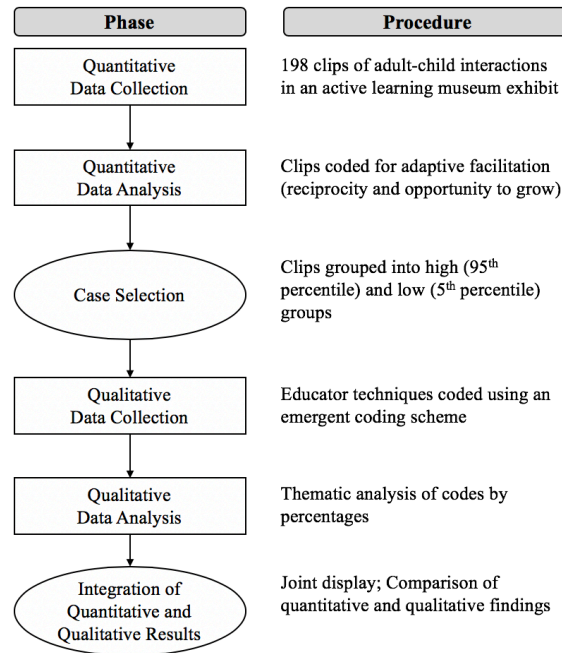 Phase
Procedure
Quantitative
Data Collection
198 clips of adult-child interactions
in an active learning museum exhibit
Quantitative
Data Analysis
Clips coded for adaptive facilitation
(reciprocity and opportunity to grow)
Case Selection
Clips grouped into high (95th
percentile) and low (5th percentile)
groups
Qualitative
Data Collection
Educator techniques coded using an
emergent coding scheme
Qualitative
Data Analysis
Thematic analysis of codes by
percentages
Integration of
Quantitative and
Qualitative Results
Joint display; Comparison of
quantitative and qualitative findings